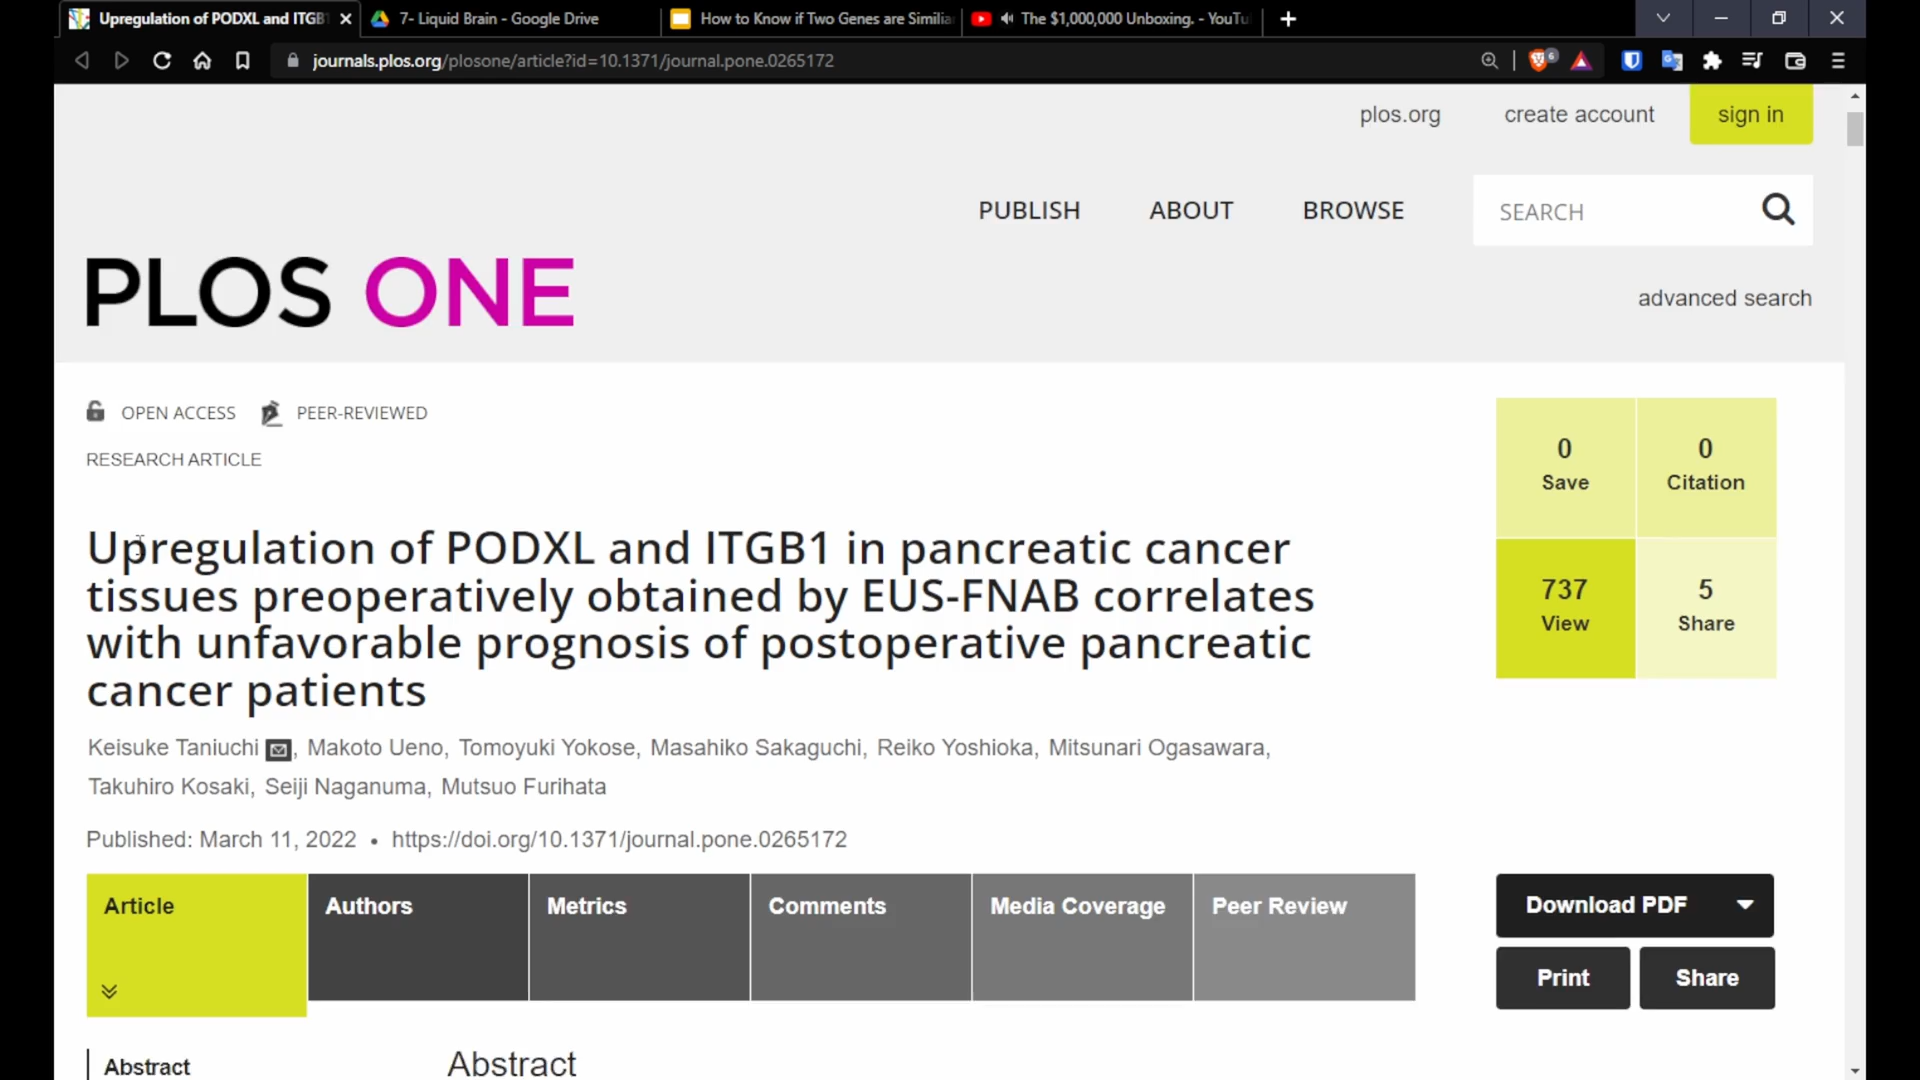 Upregulation of PODXL and ITGB1
7- Liquid Brain - Google Drive
How to Know if Two Genes are Similia
The $1,000,000 Unboxing. - YouTu
journals.plos.org/plosone/article?id=10.1371/journal.pone.0265172
6
plos.org
create account
sign in
PUBLISH
ABOUT
BROWSE
SEARCH
PLOS ONE
advanced search
OPEN ACCESS
PEER-REVIEWED
RESEARCH ARTICLE
0
Save
0
Citation
737
View
5
Share
Upregulation of PODXL and ITGB1 in pancreatic cancer
tissues preoperatively obtained by EUS-FNAB correlates
with unfavorable prognosis of postoperative pancreatic
cancer patients
Keisuke Taniuchi, Makoto Ueno, Tomoyuki Yokose, Masahiko Sakaguchi, Reiko Yoshioka, Mitsunari Ogasawara,
Takuhiro Kosaki, Seiji Naganuma, Mutsuo Furihata
Published: March 11, 2022 • https://doi.org/10.1371/journal.pone.0265172
Article
Authors
Metrics
Comments
Media Coverage
Peer Review
Download PDF
Print
Share
Abstract
Abstract